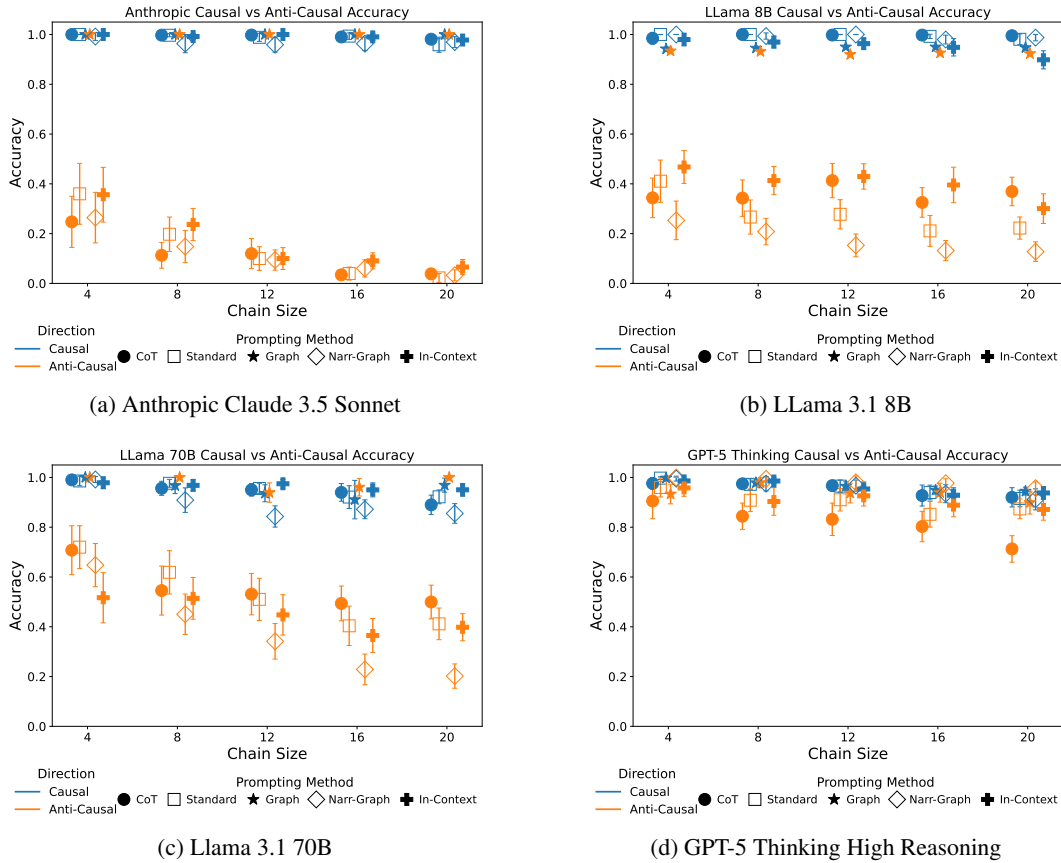 Anthropic Causal vs Anti-Causal Accuracy
1.0
0.8
0.6
0.4
0.2
0.0
Accuracy
4 8 12 16 20
Chain Size
Direction
Causal
Anti-Causal
Prompting Method
CoT Standard Graph Narr-Graph In-Context
(a) Anthropic Claude 3.5 Sonnet
LLama 8B Causal vs Anti-Causal Accuracy
1.0
0.8
0.6
0.4
0.2
0.0
Accuracy
4 8 12 16 20
Chain Size
Direction
Causal
Anti-Causal
Prompting Method
CoT Standard Graph Narr-Graph In-Context
(b) LLama 3.1 8B
LLama 70B Causal vs Anti-Causal Accuracy
1.0
0.8
0.6
0.4
0.2
0.0
Accuracy
4 8 12 16 20
Chain Size
Direction
Causal
Anti-Causal
Prompting Method
CoT Standard Graph Narr-Graph In-Context
(c) Llama 3.1 70B
GPT-5 Thinking Causal vs Anti-Causal Accuracy
1.0
0.8
0.6
0.4
0.2
0.0
Accuracy
4 8 12 16 20
Chain Size
Direction
Causal
Anti-Causal
Prompting Method
CoT Standard Graph Narr-Graph In-Context
(d) GPT-5 Thinking High Reasoning